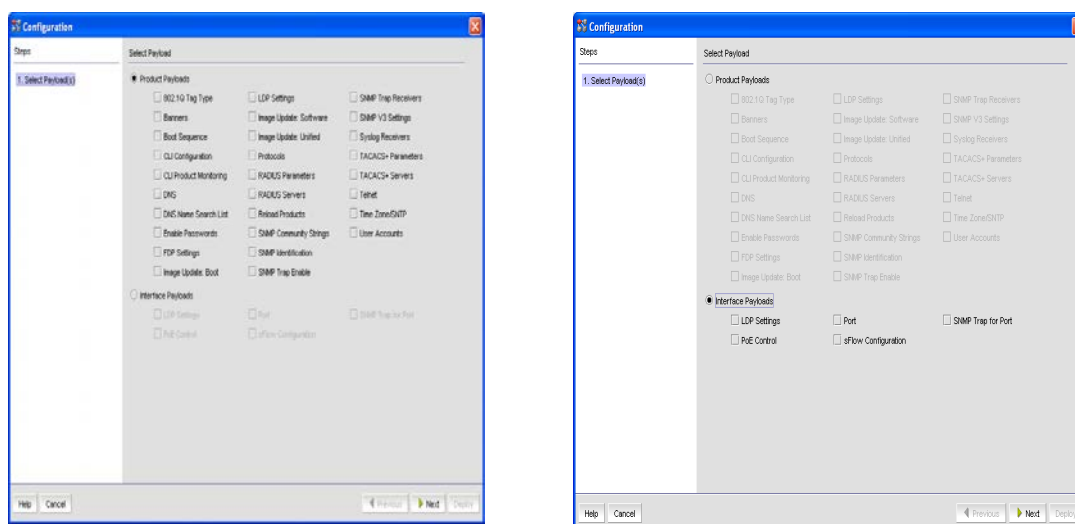 Configuration
Steps
Select Payload
1. Select Payload(s)
Product Payloads
802.1Q Tag Type
LDP Settings
SNMP Trap Receivers
Banners
Image Update: Software
SNMP V3 Settings
Boot Sequence
Image Update: Unified
Syslog Receivers
CLI Configuration
Protocols
TACACS+ Parameters
CLI Product Monitoring
RADIUS Parameters
TACACS+ Servers
DNS
RADIUS Servers
Telnet
DNS Name Search List
Reload Products
Time Zone/SNTP
Enable Passwords
SNMP Community Strings
User Accounts
FDP Settings
SNMP Identification
Image Update: Boot
SNMP Trap Enable
Interface Payloads
LDP Settings
Port
SNMP Trap for Port
PoE Control
sFlow Configuration
Help
Cancel
Previous
Next
Deploy
Configuration
Steps
Select Payload
1. Select Payload(s)
Product Payloads
802.1Q Tag Type
LDP Settings
SNMP Trap Receivers
Banners
Image Update: Software
SNMP V3 Settings
Boot Sequence
Image Update: Unified
Syslog Receivers
CLI Configuration
Protocols
TACACS+ Parameters
CLI Product Monitoring
RADIUS Parameters
TACACS+ Servers
DNS
RADIUS Servers
Telnet
DNS Name Search List
Reload Products
Time Zone/SNTP
Enable Passwords
SNMP Community Strings
User Accounts
FDP Settings
SNMP Identification
Image Update: Boot
SNMP Trap Enable
Interface Payloads
LDP Settings
Port
SNMP Trap for Port
PoE Control
sFlow Configuration
Help
Cancel
Previous
Next
Deploy